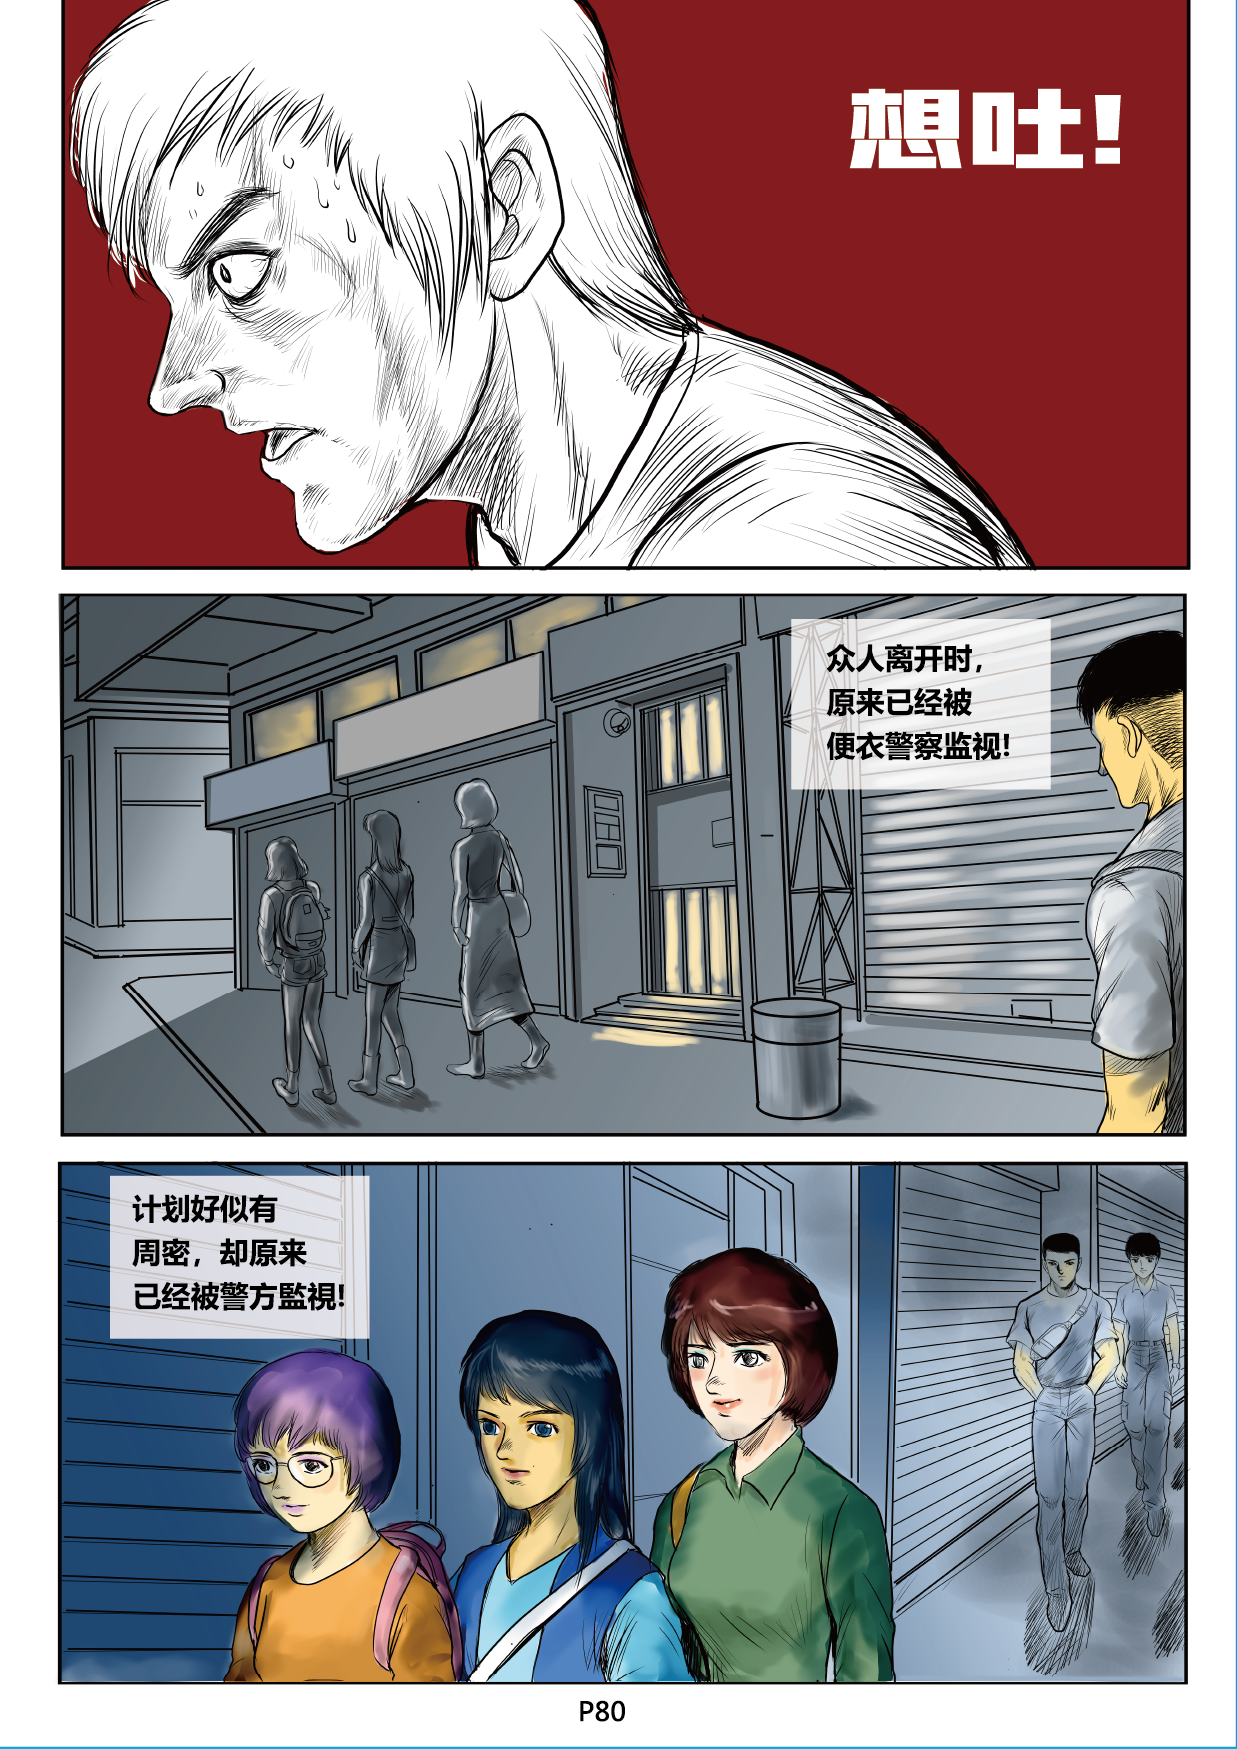 想吐!
众人离开时，
原来已经被
便衣警察监视!
计划好似有
周密，却原来
已经被警方監視!
P80